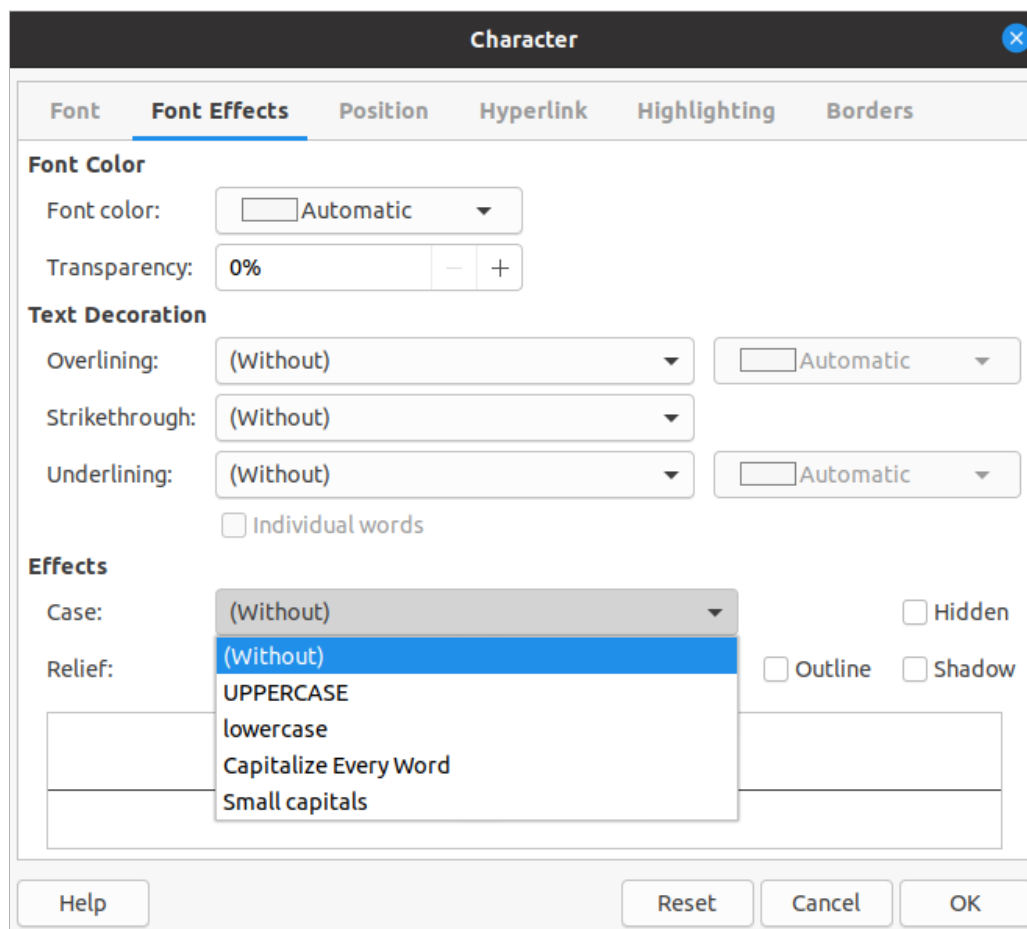 Character
Font Font Effects Position Hyperlink Highlighting Borders
Font Color
Font color: Automatic
Transparency: 0%
Text Decoration
Overlining: (Without) Automatic
Strikethrough: (Without)
Underlining: (Without) Automatic
Individual words
Effects
Case: (Without) Hidden
(Without)
Relief: Outline Shadow
UPPERCASE
lowercase
Capitalize Every Word
Small capitals
Help Reset Cancel OK